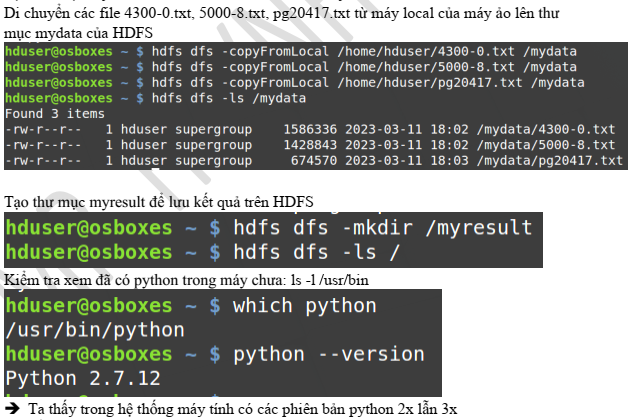 Di chuyển các file 4300-0.txt, 5000-8.txt, pg20417.txt từ máy local của máy ảo lên thư
mục mydata của HDFS
hduser@osboxes ~ $ hdfs dfs -copyFromLocal /home/hduser/4300-0.txt /mydata
hduser@osboxes ~ $ hdfs dfs -copyFromLocal /home/hduser/5000-8.txt /mydata
hduser@osboxes ~ $ hdfs dfs -copyFromLocal /home/hduser/pg20417.txt /mydata
hduser@osboxes ~ $ hdfs dfs -ls /mydata
Found 3 items
-rw-r--r-- 1 hduser supergroup 1586336 2023-03-11 18:02 /mydata/4300-0.txt
-rw-r--r-- 1 hduser supergroup 1428843 2023-03-11 18:02 /mydata/5000-8.txt
-rw-r--r-- 1 hduser supergroup 674570 2023-03-11 18:03 /mydata/pg20417.txt
Tạo thư mục myresult để lưu kết quả trên HDFS
hduser@osboxes ~ $ hdfs dfs -mkdir /myresult
hduser@osboxes ~ $ hdfs dfs -ls /
Kiểm tra xem đã có python trong máy chưa: ls -l /usr/bin
hduser@osboxes ~ $ which python
/usr/bin/python
hduser@osboxes ~ $ python --version
Python 2.7.12
➔ Ta thấy trong hệ thống máy tính có các phiên bản python 2x lẫn 3x